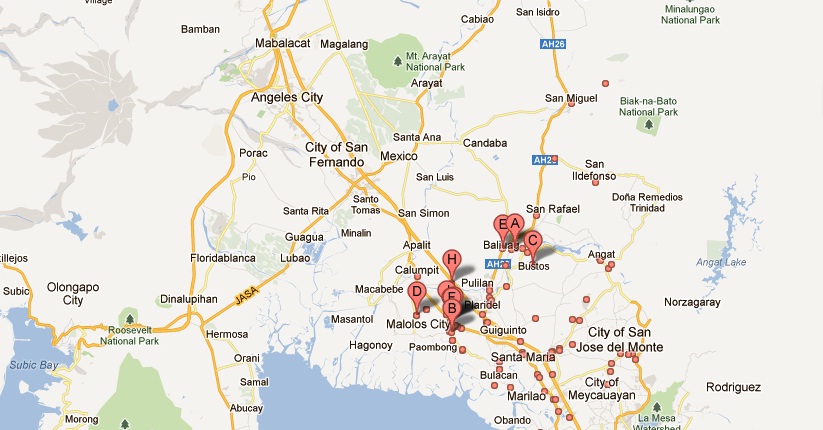 San Isidro
Minalungao
National Park
Cabiao
Bamban
Mabalacat
Magalang
AH26
Mt. Arayat
National Park
Arayat
Angeles City
San Miguel
Biak-na-Bato
National Park
Santa Ana
Candaba
City of San
Fernando
Mexico
Porac
AH26
San
Ildefonso
Pio
San Luis
Doña Remedios
Trinidad
Santo
Tomas
Santa Rita
San Simon
San Rafael
E
A
Minalin
Guagua
Apalit
Baliuag
C
Angat
Floridablanca
Lubao
H
AH26
Bustos
Angat Lake
Calumpit
Olongapo
City
Subic
Macabebe
D
Pulilan
Dinalupihan
JASA
F
B
Plaridel
Norzagaray
Masantol
Malolos City
Guiguinto
Roosevelt
National Park
Hermosa
City of San
Jose del Monte
Hagonoy
Paombong
Orani
Santa Maria
Subic Bay
Samal
Bulacan
City of
Meycauayan
Rodriguez
Marilao
Abucay
Obando
Morong
La Mesa
Watershed